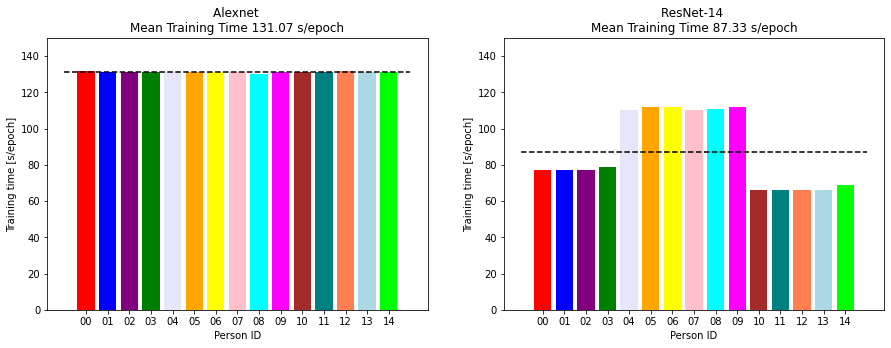 Alexnet
Mean Training Time 131.07 s/epoch
140
120
100
80
60
40
20
0
Training time [s/epoch]
00 01 02 03 04 05 06 07 08 09 10 11 12 13 14
Person ID
ResNet-14
Mean Training Time 87.33 s/epoch
140
120
100
80
60
40
20
0
Training time [s/epoch]
00 01 02 03 04 05 06 07 08 09 10 11 12 13 14
Person ID